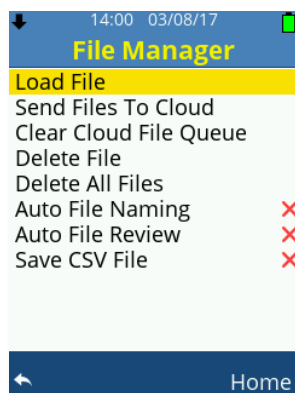 14:00 03/08/17
File Manager
Load File
Send Files To Cloud
Clear Cloud File Queue
Delete File
Delete All Files
Auto File Naming
Auto File Review
Save CSV File
Home